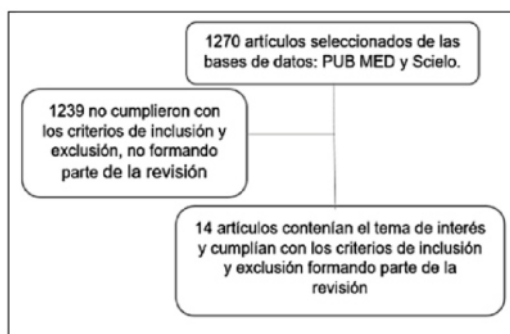 1270 artículos seleccionados de las
bases de datos: PUB MED y Scielo.
1239 no cumplieron con
los criterios de inclusión y
exclusión, no formando
parte de la revisión
14 artículos contenían el tema de interés
y cumplían con los criterios de inclusión
y exclusión formando parte de la
revisión